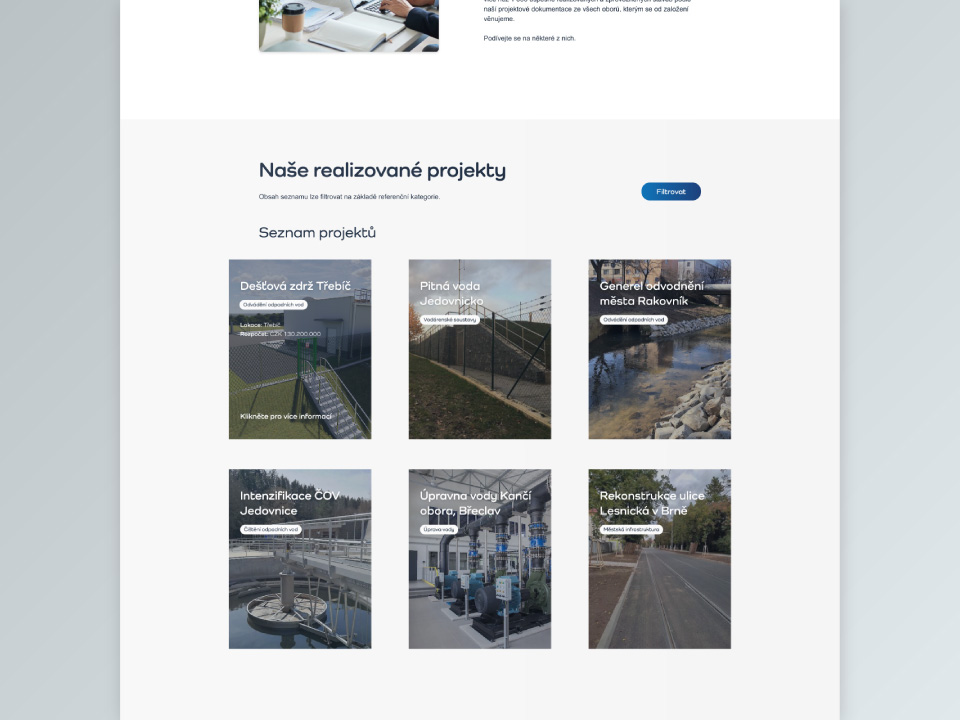 naší projektové dokumentace ze všech oborů, kterým se od založení
věnujeme.
Podívejte se na některé z nich.
Naše realizované projekty
Obsah seznamu lze filtrovat na základě referenční kategorie.
Filtrovat
Seznam projektů
Dešťová zdrž Třebíč
Odvádění odpadních vod
Lokace: Třebíč
Rozpočet: CZK 130.200.000
Klikněte pro více informací
Pitná voda
Jedovnicko
Vodárenské soustavy
Generel odvodnění
města Rakovník
Odvádění odpadních vod
Intenzifikace ČOV
Jedovnice
Čištění odpadních vod
Úpravna vody Kančí
obora, Břeclav
Úprava vody
Rekonstrukce ulice
Lesnická v Brně
Městská infrastruktura